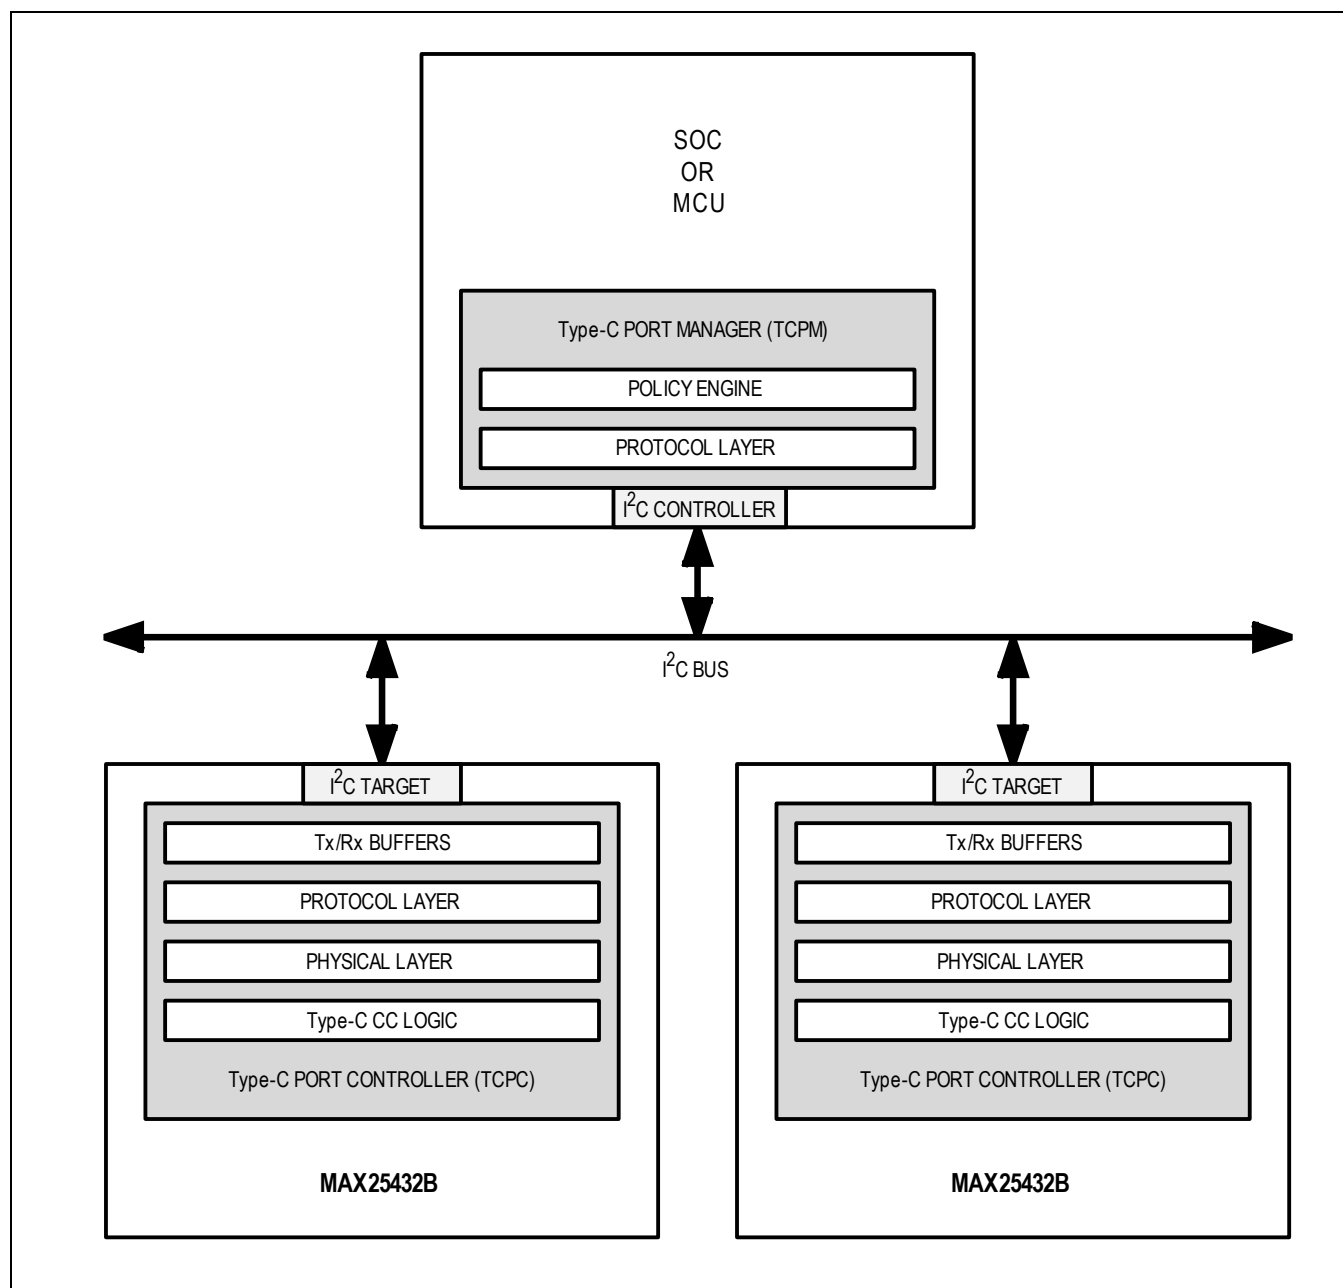 SOC
OR
MCU
Type-C PORT MANAGER (TCPM)
POLICY ENGINE
PROTOCOL LAYER
I²C CONTROLLER
I²C BUS
I²C TARGET
Tx/Rx BUFFERS
PROTOCOL LAYER
PHYSICAL LAYER
Type-C CC LOGIC
Type-C PORT CONTROLLER (TCPC)
MAX25432B
I²C TARGET
Tx/Rx BUFFERS
PROTOCOL LAYER
PHYSICAL LAYER
Type-C CC LOGIC
Type-C PORT CONTROLLER (TCPC)
MAX25432B